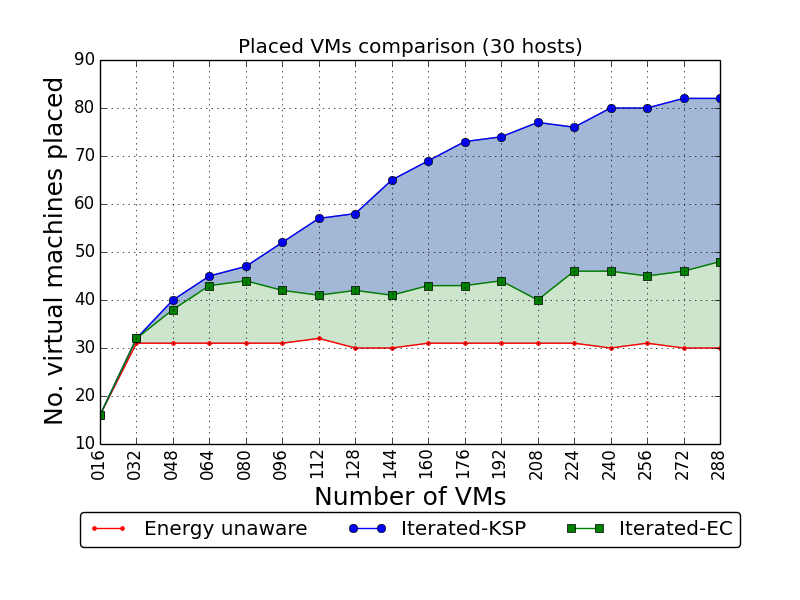 Placed VMs comparison (30 hosts)
No. virtual machines placed
90
80
70
60
50
40
30
20
10
016 032 048 064 080 096 112 128 144 160 176 192 208 224 240 256 272 288
Number of VMs
Energy unaware Iterated-KSP Iterated-EC